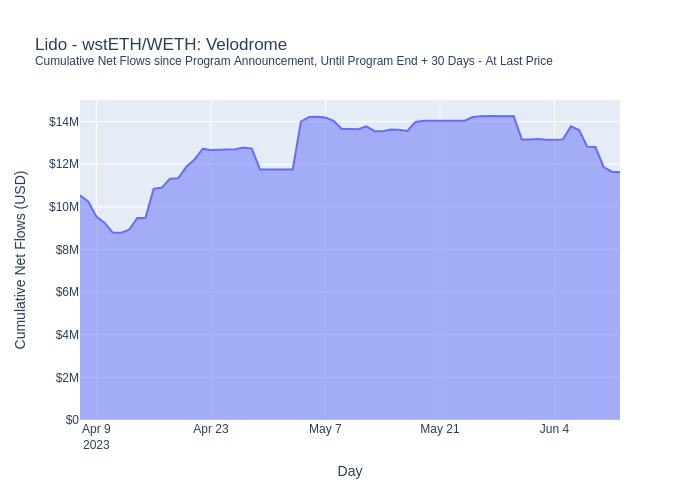 Lido - wstETH/WETH: Velodrome
Cumulative Net Flows since Program Announcement, Until Program End + 30 Days - At Last Price
$14M
$12M
$10M
$8M
$6M
$4M
$2M
$0
Cumulative Net Flows (USD)
Apr 9
2023
Apr 23
May 7
May 21
Jun 4
Day